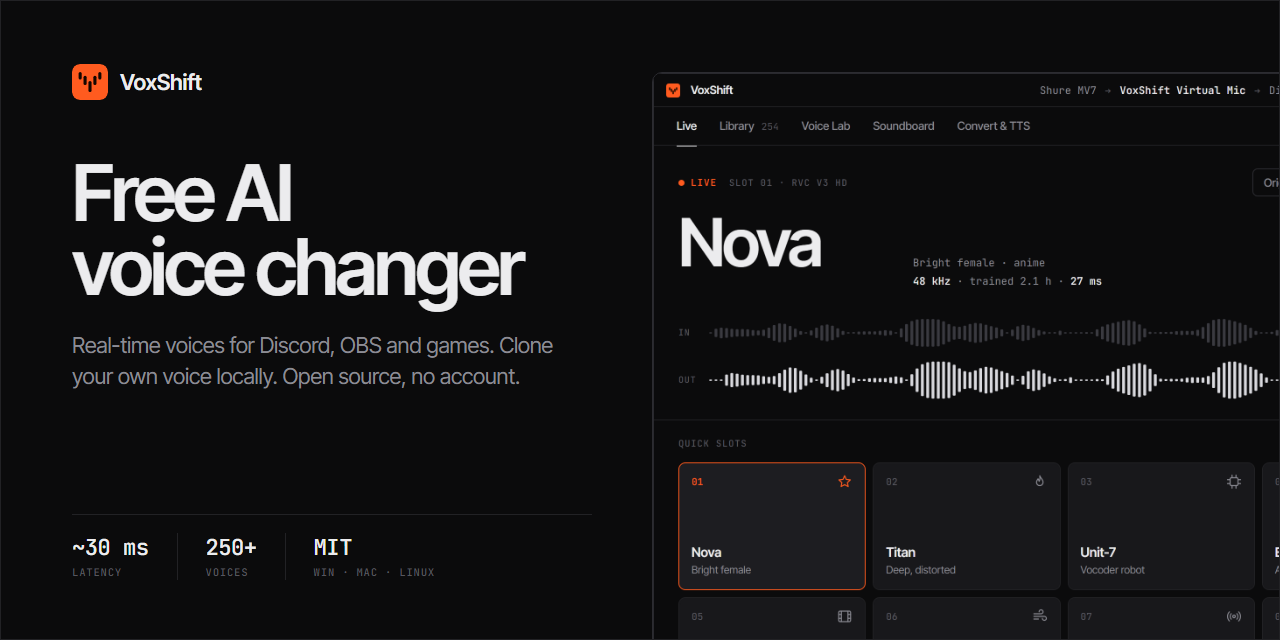 VoxShift
Free AI
voice changer
Real-time voices for Discord, OBS and games. Clone
your own voice locally. Open source, no account.
~30 ms
LATENCY
250+
VOICES
MIT
WIN · MAC · LINUX
VoxShift
Shure MV7 → VoxShift Virtual Mic →
Live
Library 254
Voice Lab
Soundboard
Convert & TTS
LIVE SLOT 01 · RVC V3 HD
Nova
Bright female · anime
48 kHz · trained 2.1 h · 27 ms
IN
OUT
QUICK SLOTS
01
Nova
Bright female
02
Titan
Deep, distorted
03
Unit-7
Vocoder robot
05
06
07